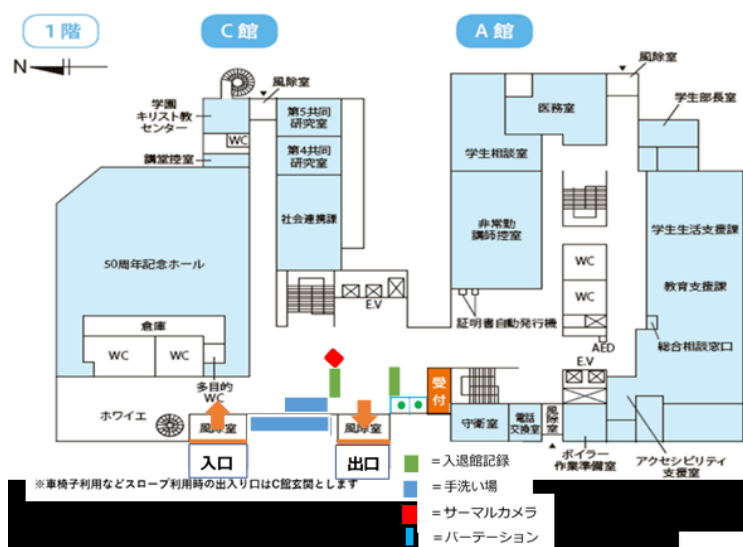 1階
C館
A館
N
風除室
風除室
学園
キリスト教
センター
第5共同
研究室
医務室
学生部長室
WC
第4共同
研究室
学生相談室
講堂控室
社会連携課
非常勤
講師控室
学生生活支援課
50周年記念ホール
WC
教育支援課
E.V
WC
倉庫
証明書自動発行機
総合相談窓口
WC
WC
AED
E.V
多目的
WC
受付
ホワイエ
風除室
風除室
守衛室
電話
交換室
風除室
ボイラー
作業準備室
アクセシビリティ
支援室
入口
出口
※車椅子利用などスロープ利用時の出入り口はC館玄関とします
=入退館記録
=手洗い場
=サーマルカメラ
=パーテーション